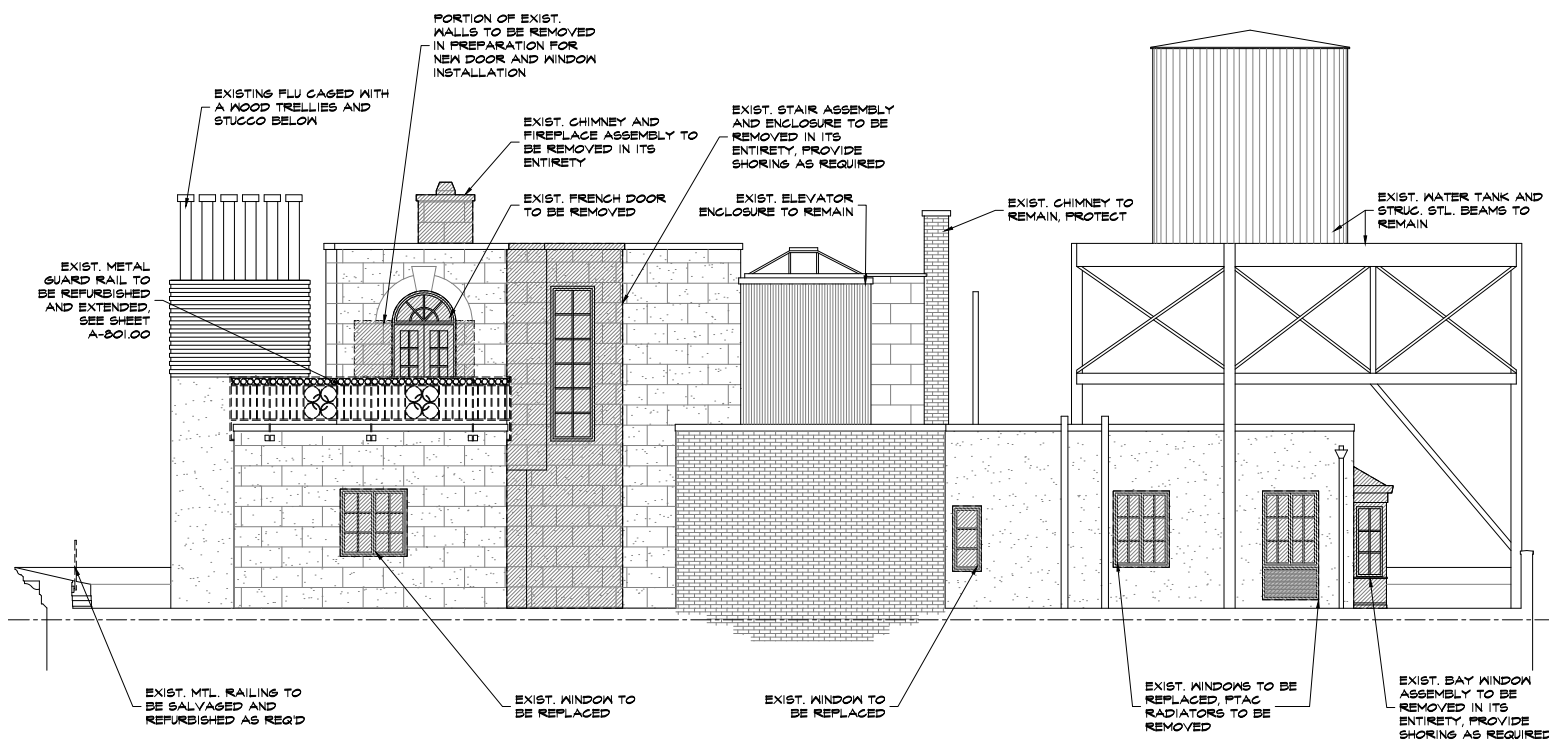 PORTION OF EXIST.
WALLS TO BE REMOVED
IN PREPARATION FOR
NEW DOOR AND WINDOW
INSTALLATION
EXISTING FLU CAGED WITH
A WOOD TRELLIES AND
STUCCO BELOW
EXIST. CHIMNEY AND
FIREPLACE ASSEMBLY TO
BE REMOVED IN ITS
ENTIRETY
EXIST. STAIR ASSEMBLY
AND ENCLOSURE TO BE
REMOVED IN ITS
ENTIRETY, PROVIDE
SHORING AS REQUIRED
EXIST. FRENCH DOOR
TO BE REMOVED
EXIST. ELEVATOR
ENCLOSURE TO REMAIN
EXIST. CHIMNEY TO
REMAIN, PROTECT
EXIST. WATER TANK AND
STRUC. STL. BEAMS TO
REMAIN
EXIST. METAL
GUARD RAIL TO
BE REFURBISHED
AND EXTENDED,
SEE SHEET
A-801.00
EXIST. MTL. RAILING TO
BE SALVAGED AND
REFURBISHED AS REQ'D
EXIST. WINDOW TO
BE REPLACED
EXIST. WINDOW TO
BE REPLACED
EXIST. WINDOWS TO BE
REPLACED, PTAC
RADIATORS TO BE
REMOVED
EXIST. BAY WINDOW
ASSEMBLY TO BE
REMOVED IN ITS
ENTIRETY, PROVIDE
SHORING AS REQUIRED